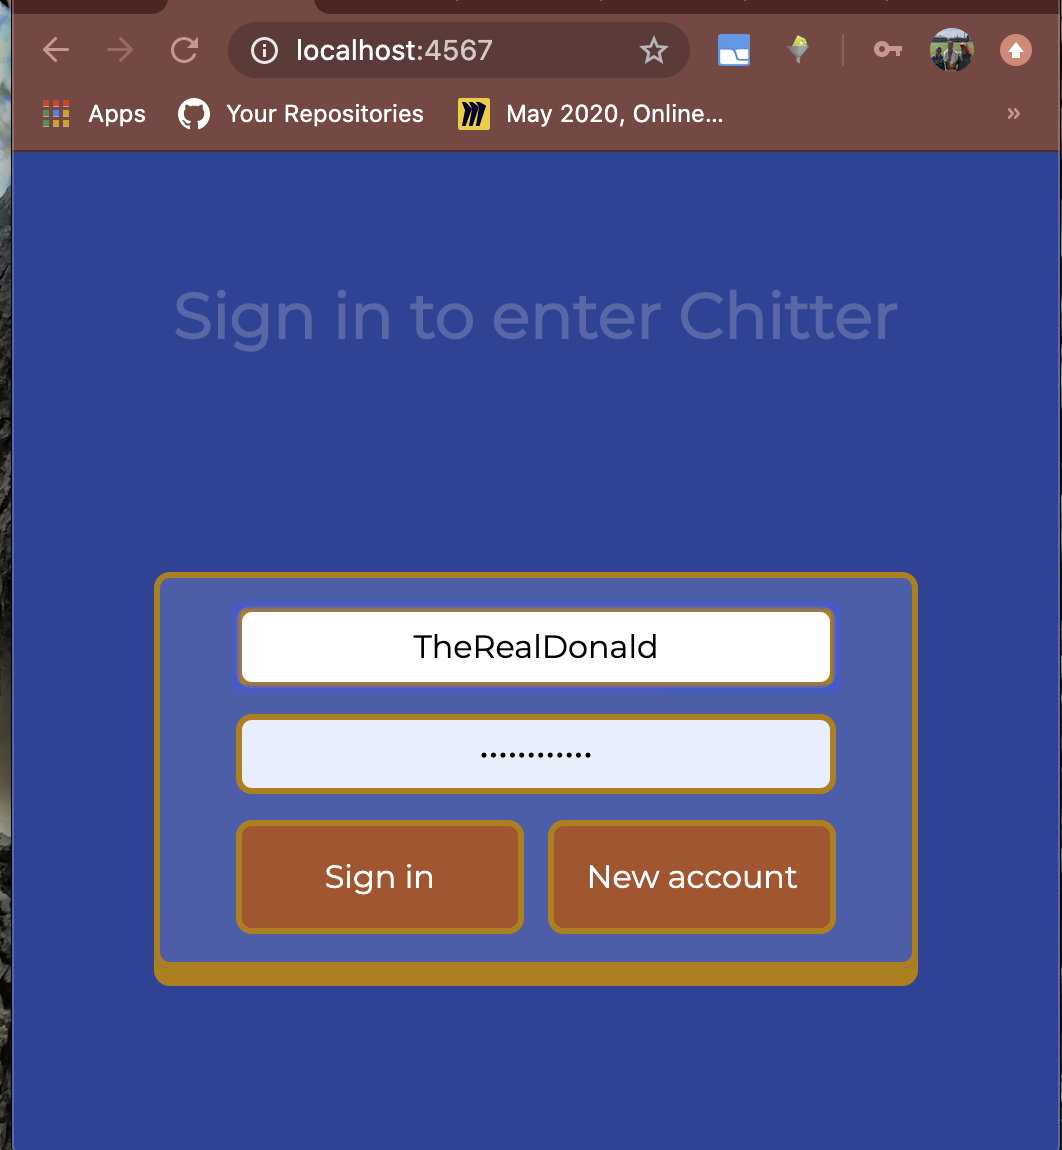 localhost:4567
Apps Your Repositories May 2020, Online...
Sign in to enter Chitter
TheRealDonald
Sign in New account